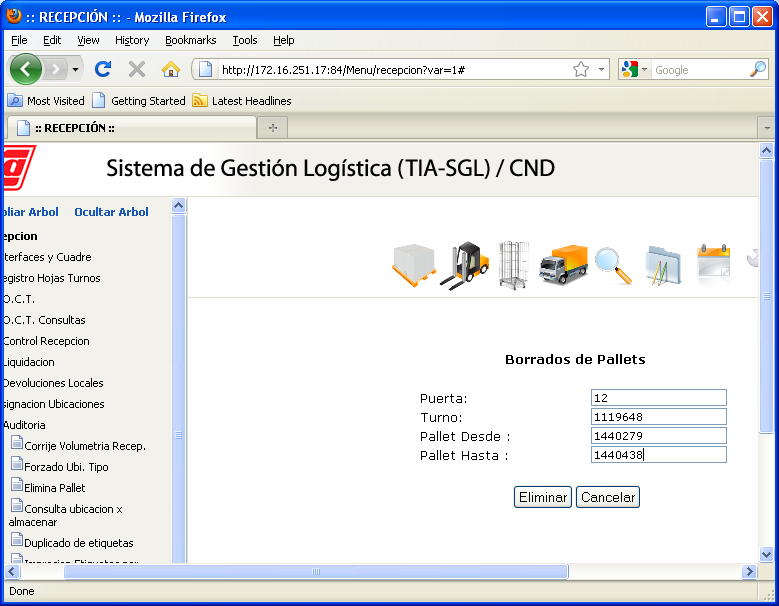 :: RECEPCIÓN :: - Mozilla Firefox
File Edit View History Bookmarks Tools Help
http://172.16.251.17:84/Menu/recepcion?var=1#
Google
Most Visited Getting Started Latest Headlines
:: RECEPCIÓN ::
Sistema de Gestión Logística (TIA-SGL) / CND
pliar Arbol Ocultar Arbol
epcion
terfaces y Cuadre
egistro Hojas Turnos
O.C.T.
O.C.T. Consultas
Control Recepcion
Liquidacion
Devoluciones Locales
signacion Ubicaciones
Auditoria
Corrije Volumetria Recep.
Forzado Ubi. Tipo
Elimina Pallet
Consulta ubicacion x
almacenar
Duplicado de etiquetas
Impresion Etiquetas por
Borrados de Pallets
Puerta: 12
Turno: 1119648
Pallet Desde : 1440279
Pallet Hasta : 1440438
Eliminar Cancelar
Done